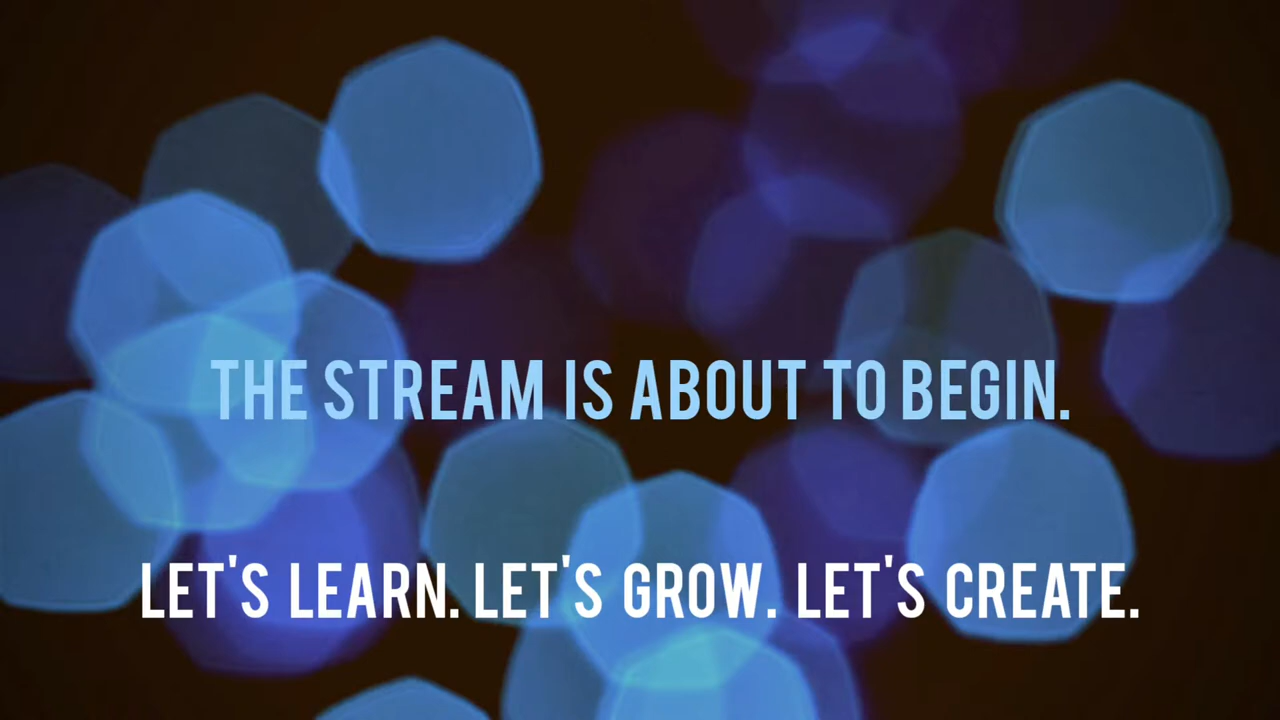 THE STREAM IS ABOUT TO BEGIN.
LET'S LEARN. LET'S GROW. LET'S CREATE.